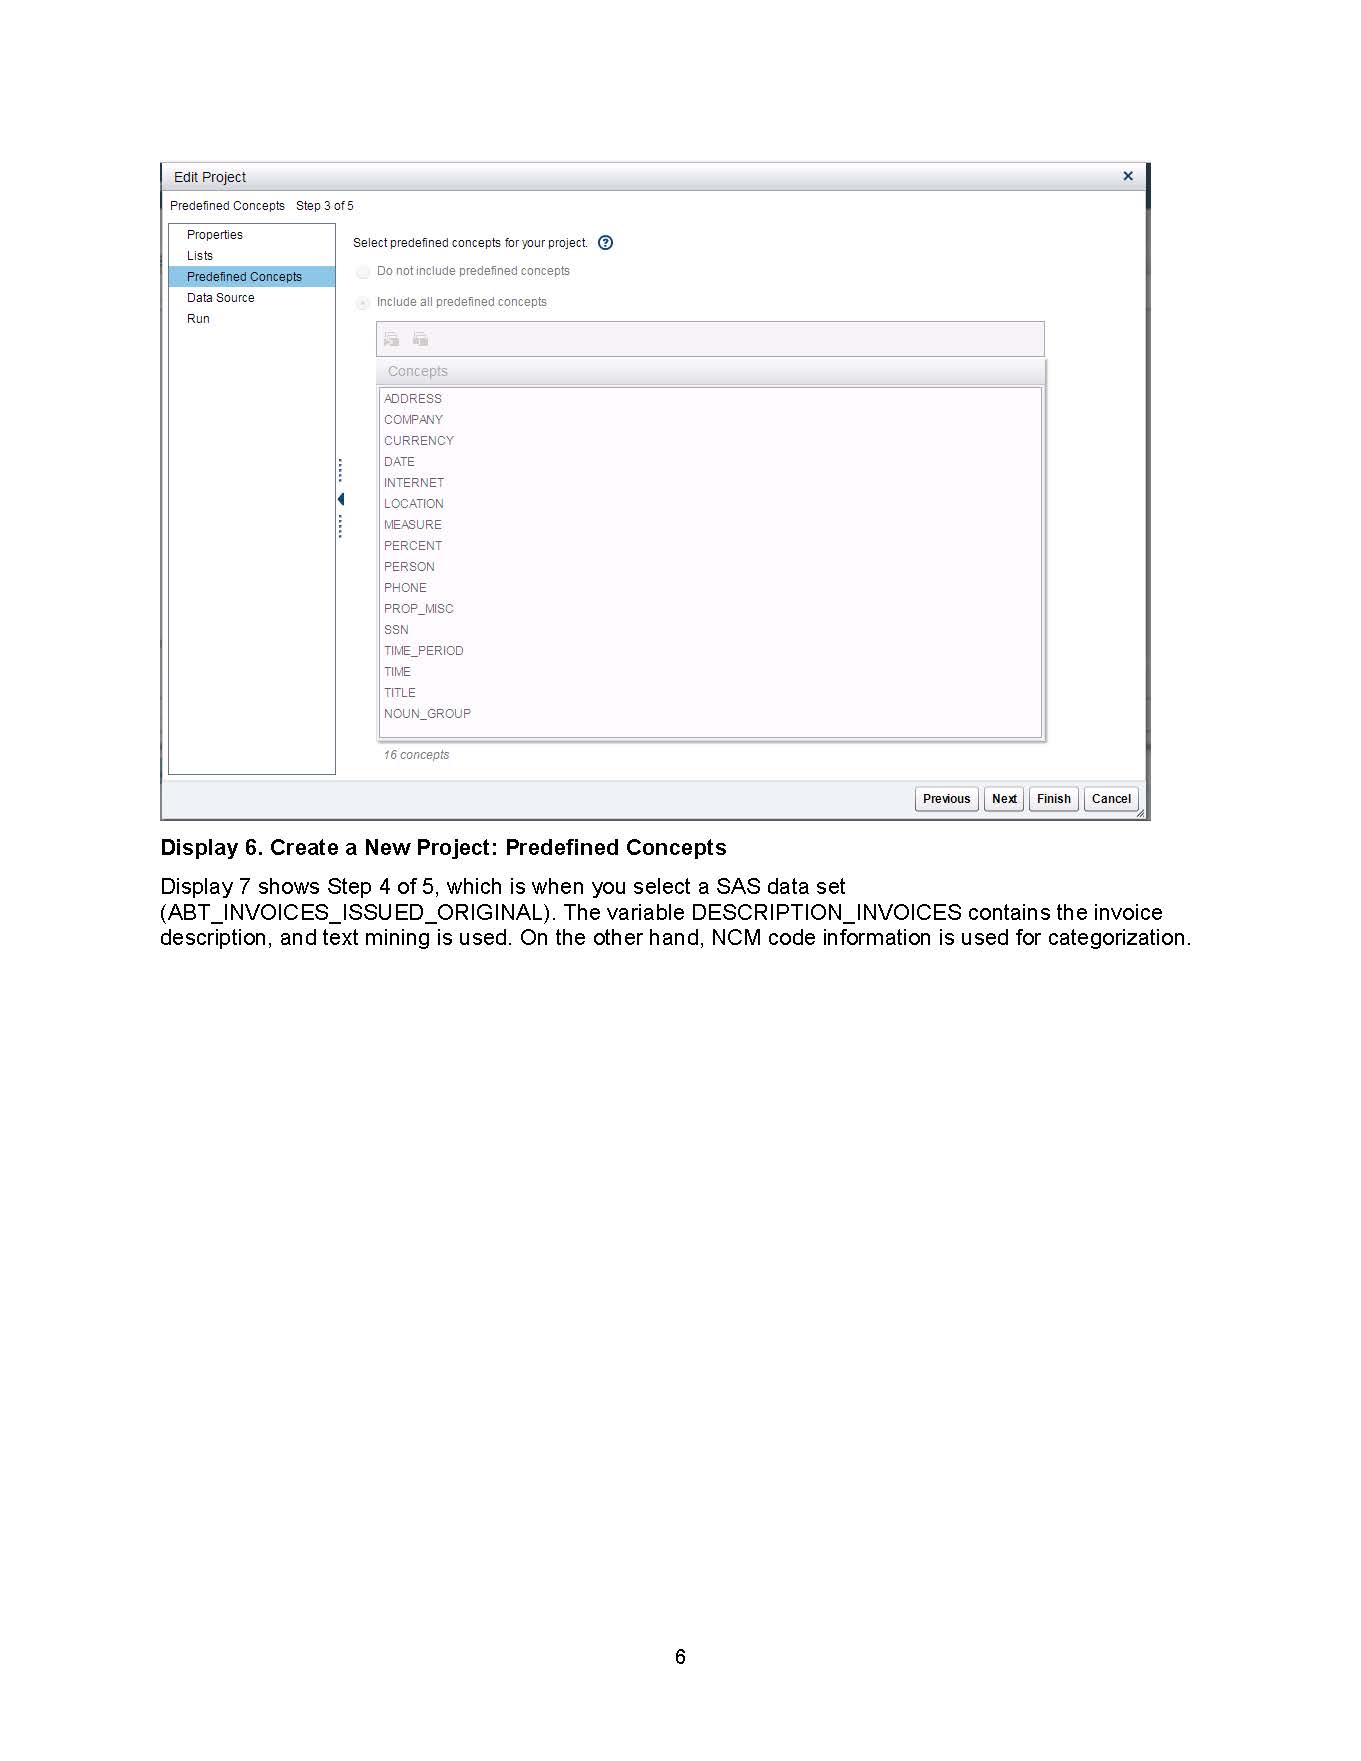 Edit Project
Predefined Concepts Step 3 of 5
Properties
Lists
Predefined Concepts
Data Source
Run
Select predefined concepts for your project.
Do not include predefined concepts
Include all predefined concepts
Concepts
ADDRESS
COMPANY
CURRENCY
DATE
INTERNET
LOCATION
MEASURE
PERCENT
PERSON
PHONE
PROP_MISC
SSN
TIME_PERIOD
TIME
TITLE
NOUN_GROUP
16 concepts
Previous Next Finish Cancel
Display 6. Create a New Project: Predefined Concepts
Display 7 shows Step 4 of 5, which is when you select a SAS data set
(ABT_INVOICES_ISSUED_ORIGINAL). The variable DESCRIPTION_INVOICES contains the invoice
description, and text mining is used. On the other hand, NCM code information is used for categorization.
6